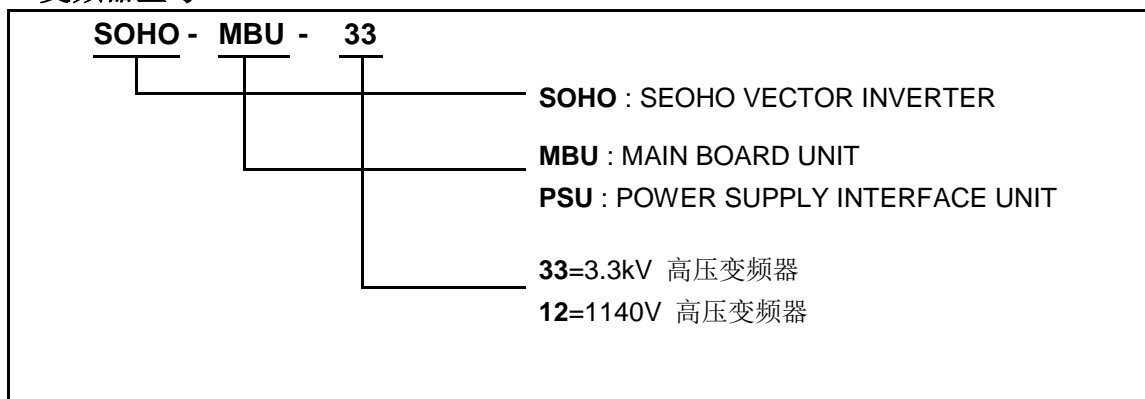 SOHO - MBU - 33
SOHO : SEOHO VECTOR INVERTER
MBU : MAIN BOARD UNIT
PSU : POWER SUPPLY INTERFACE UNIT
33=3.3kV 高压变频器
12=1140V 高压变频器